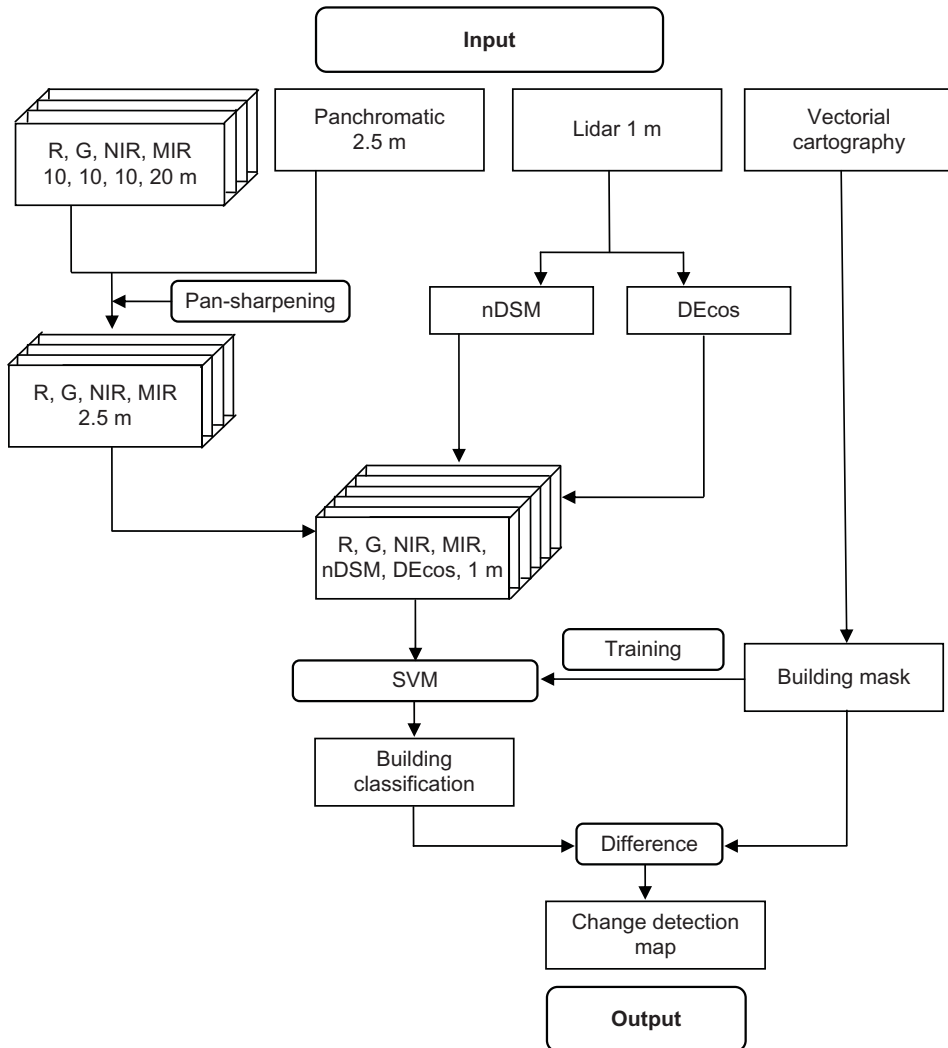 Input
R, G, NIR, MIR
10, 10, 10, 20 m
Panchromatic
2.5 m
Lidar 1 m
Vectorial
cartography
Pan-sharpening
nDSM
DEcos
R, G, NIR, MIR
2.5 m
R, G, NIR, MIR,
nDSM, DEcos, 1 m
Training
SVM
Building mask
Building
classification
Difference
Change detection
map
Output